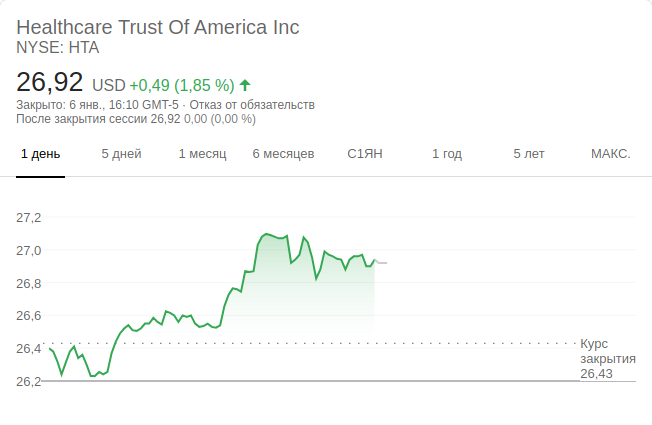 Healthcare Trust Of America Inc
NYSE: HTA
26,92 USD +0,49 (1,85 %)
Закрыто: 6 янв., 16:10 GMT-5 · Отказ от обязательств
После закрытия сессии 26,92 0,00 (0,00 %)
1 день 5 дней 1 месяц 6 месяцев С1ЯН 1 год 5 лет МАКС.
27,2
27,0
26,8
26,6
26,4
26,2
Курс
закрытия
26,43